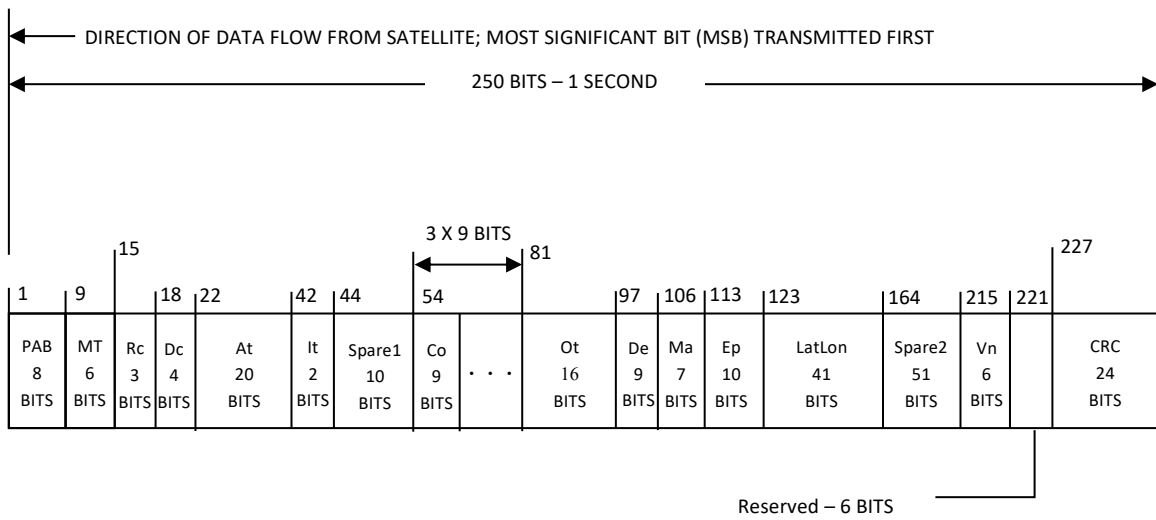 DIRECTION OF DATA FLOW FROM SATELLITE; MOST SIGNIFICANT BIT (MSB) TRANSMITTED FIRST
250 BITS – 1 SECOND
3 X 9 BITS
15
81
227
1 9 18 22 42 44 54 97 106 113 123 164 215 221
PAB MT Rc Dc At It Spare1 Co . . . Ot De Ma Ep LatLon Spare2 Vn CRC
8 6 3 4 20 2 10 9 16 9 7 10 41 51 6 24
BITS BITS BITS BITS BITS BITS BITS BITS BITS BITS BITS BITS BITS BITS BITS BITS
Reserved – 6 BITS